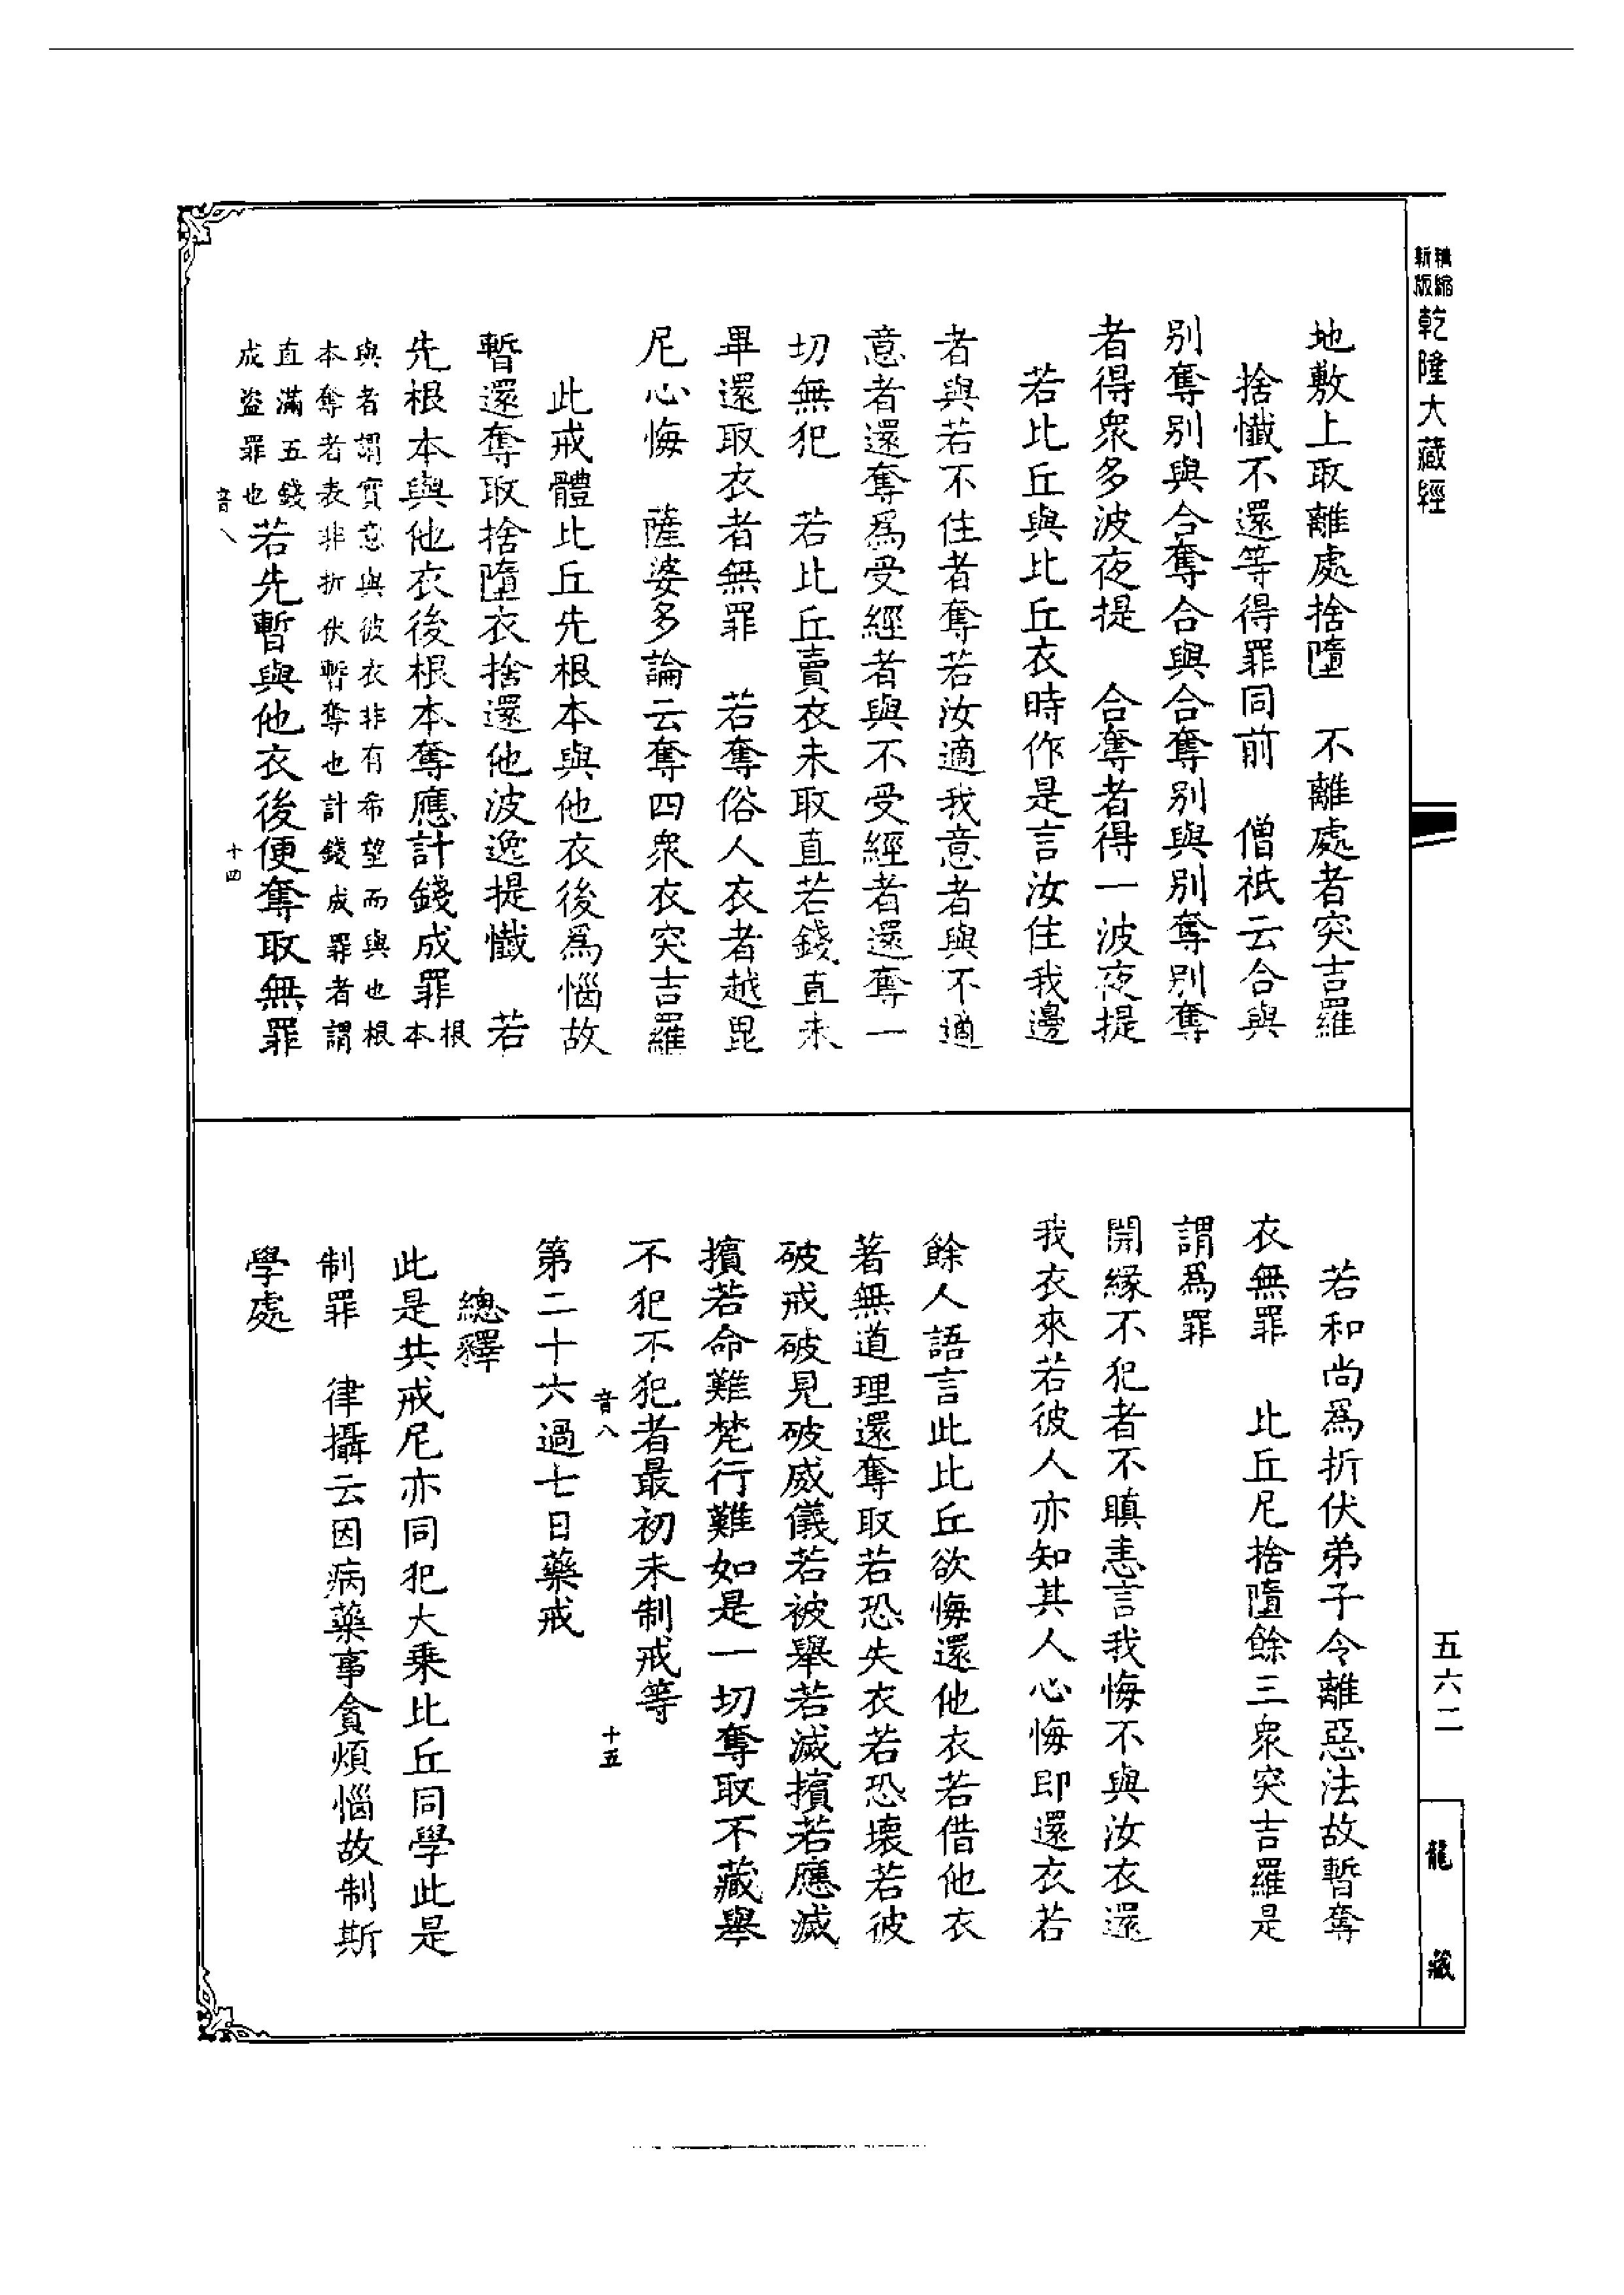 精縮
新版
乾隆大藏經
五六二
龍藏
地敷上取離處捨墮　不離處者突吉羅
捨懺不還等得罪同前　僧祇云合與
別奪別與合奪合與合奪別與別奪別奪
者得衆多波夜提　合奪者得一波夜提
若比丘與比丘衣時作是言汝住我邊
者與若不住者奪若汝適我意者與不適
意者還奪爲受經者與不受經者還奪一
切無犯　若比丘賣衣未取直若錢直未
畢還取衣者無罪　若奪俗人衣者越毘
尼心悔　薩婆多論云奪四衆衣突吉羅
此戒體比丘先根本與他衣後爲惱故
暫還奪取捨墮衣捨還他波逸提懺　若
先根本與他衣後根本奪應計錢成罪根
本
與者謂實意與彼衣非有希望而與也根
本奪者表非折伏暫奪也計錢成罪者謂
直滿五錢
成盜罪也若先暫與他衣後便奪取無罪
音八　十四
若和尚爲折伏弟子令離惡法故暫奪
衣無罪　比丘尼捨墮餘三衆突吉羅是
謂爲罪
開緣不犯者不瞋恚言我悔不與汝衣還
我衣來若彼人亦知其人心悔即還衣若
餘人語言此比丘欲悔還他衣若借他衣
著無道理還奪取若恐失衣若恐壞若彼
破戒破見破威儀若被舉若滅擯若應滅
擯若命難梵行難如是一切奪取不藏舉
不犯不犯者最初未制戒等
音八　十五
第二十六過七日藥戒
總釋
此是共戒尼亦同犯大乘比丘同學此是
制罪　律攝云因病藥事貪煩惱故制斯
學處